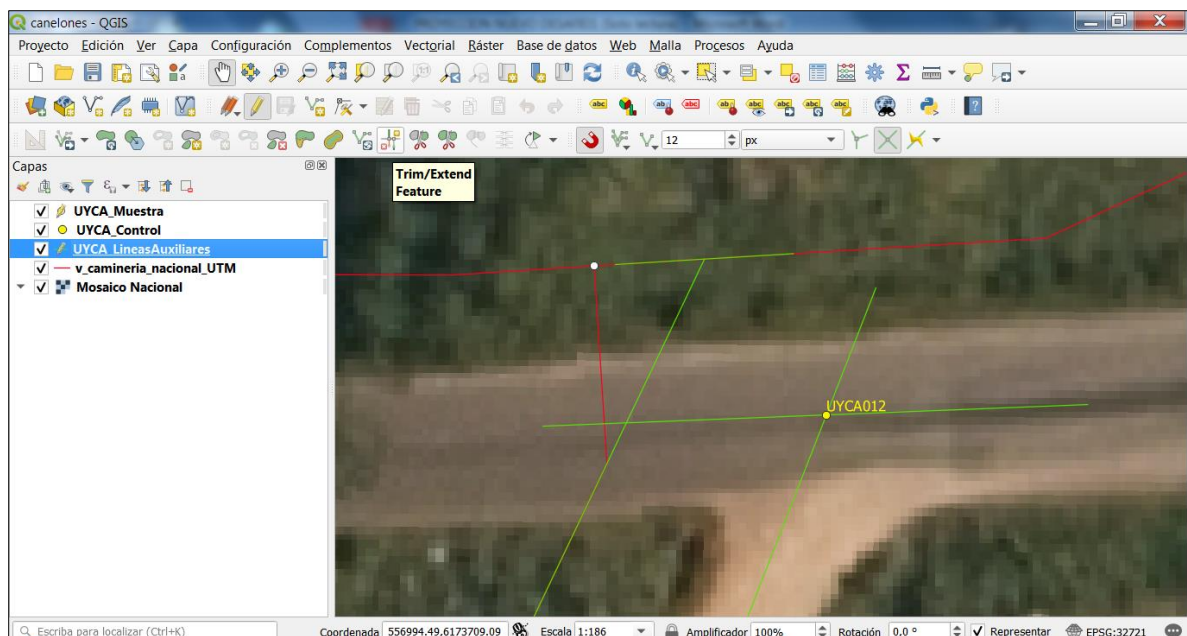 canelones - QGIS
Proyecto Edición Ver Capa Configuración Complementos Vectorial Ráster Base de datos Web Malla Procesos Ayuda
12 px
Capas
Trim/Extend
Feature
UYCA_Muestra
UYCA_Control
UYCA_LineasAuxiliares
v_camineria_nacional_UTM
Mosaico Nacional
UYCA012
Escriba para localizar (Ctrl+K) Coordenada 556994.49,6173709.09 Escala 1:186 Amplificador 100% Rotación 0,0 ° Representar EPSG:32721